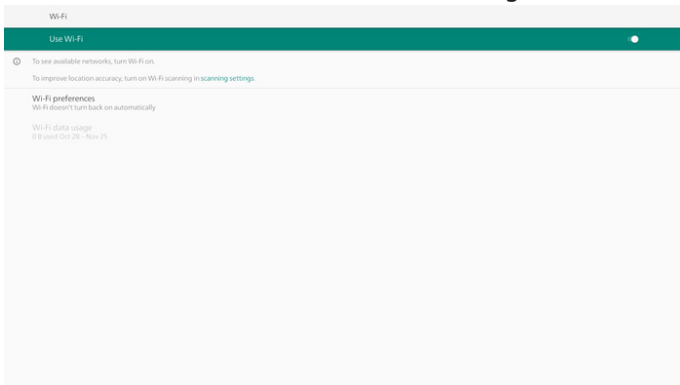 Wi-Fi
Use Wi-Fi
To see available networks, turn Wi-Fi on.
To improve location accuracy, turn on Wi-Fi scanning in scanning settings.
Wi-Fi preferences
Wi-Fi doesn't turn back on automatically
Wi-Fi data usage
0 B used Oct 28 – Nov 25